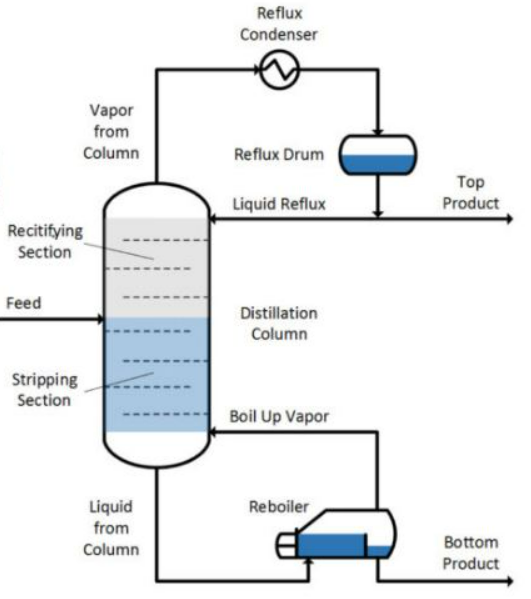 Reflux
Condenser
Vapor
from
Column
Reflux Drum
Liquid Reflux
Top
Product
Recitifying
Section
Feed
Distillation
Column
Stripping
Section
Boil Up Vapor
Liquid
from
Column
Reboiler
Bottom
Product